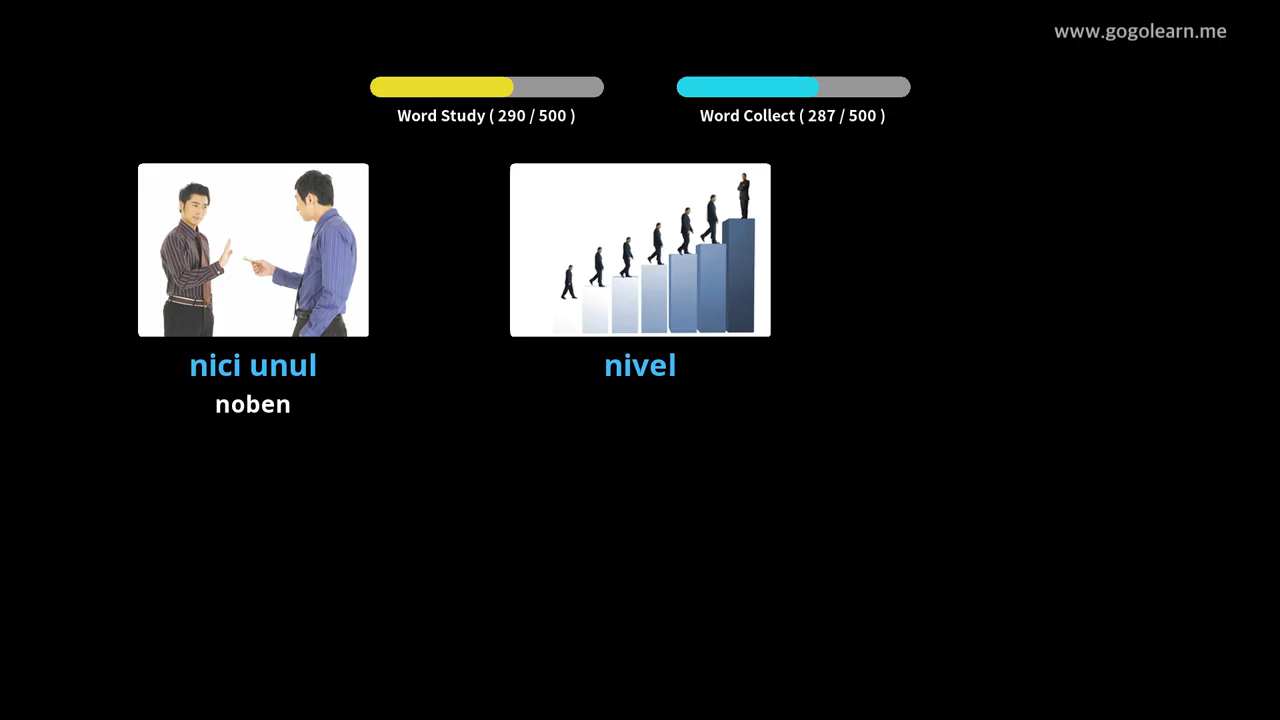 www.gogolearn.me
Word Study ( 290 / 500 )
Word Collect ( 287 / 500 )
nici unul
noben
nivel